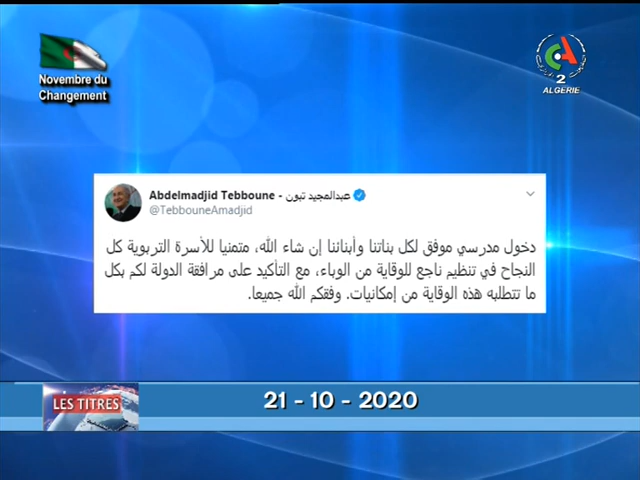 Novembre du
Changement
2
ALGÉRIE
Abdelmadjid Tebboune - عبدالمجيد تبون
@TebbouneAmadjid
دخول مدرسي موفق لكل بناتنا وأبنائنا إن شاء الله، متمنيا للأسرة التربوية كل
النجاح في تنظيم ناجع للوقاية من الوباء، مع التأكيد على مرافقة الدولة لكم بكل
ما تتطلبه هذه الوقاية من إمكانيات. وفقكم الله جميعا.
LES TITRES
21 - 10 - 2020